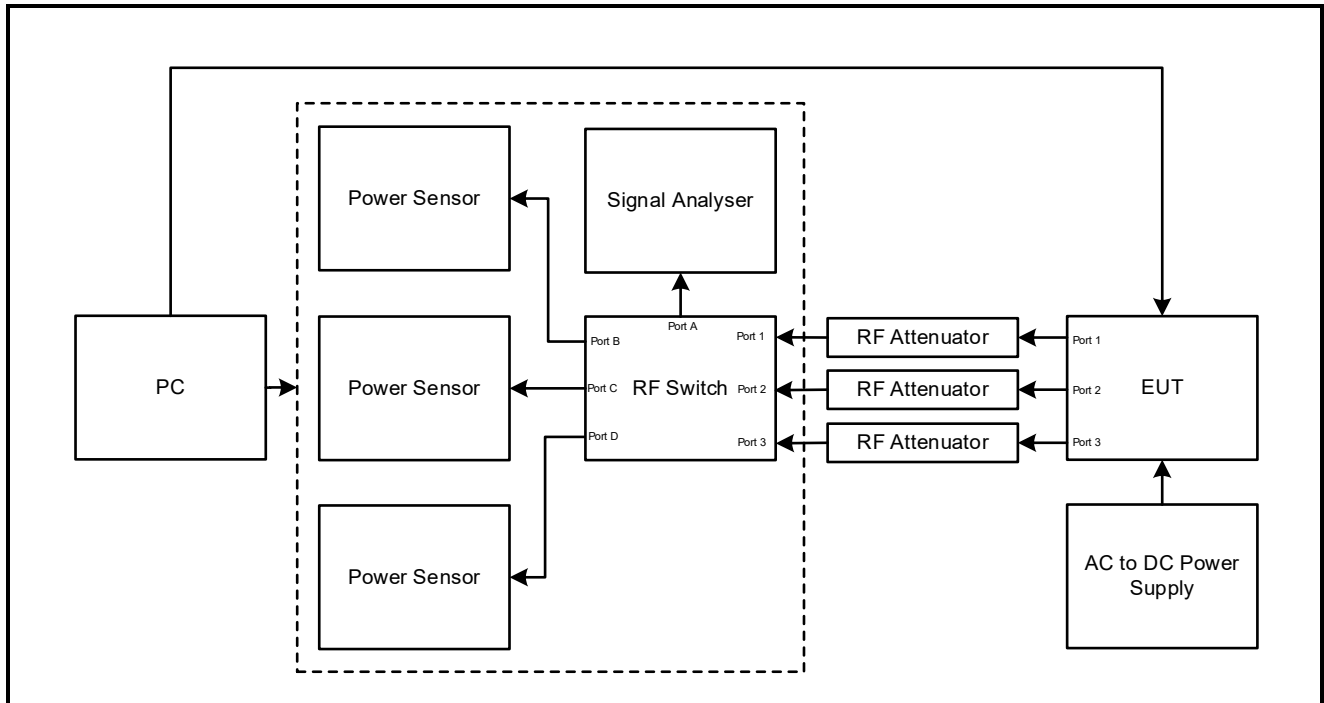 Power Sensor
Signal Analyser
Port A
Port B
Port 1
RF Attenuator
Port 1
PC
Power Sensor
Port C
RF Switch
Port 2
RF Attenuator
Port 2
EUT
Port D
Port 3
RF Attenuator
Port 3
Power Sensor
AC to DC Power
Supply